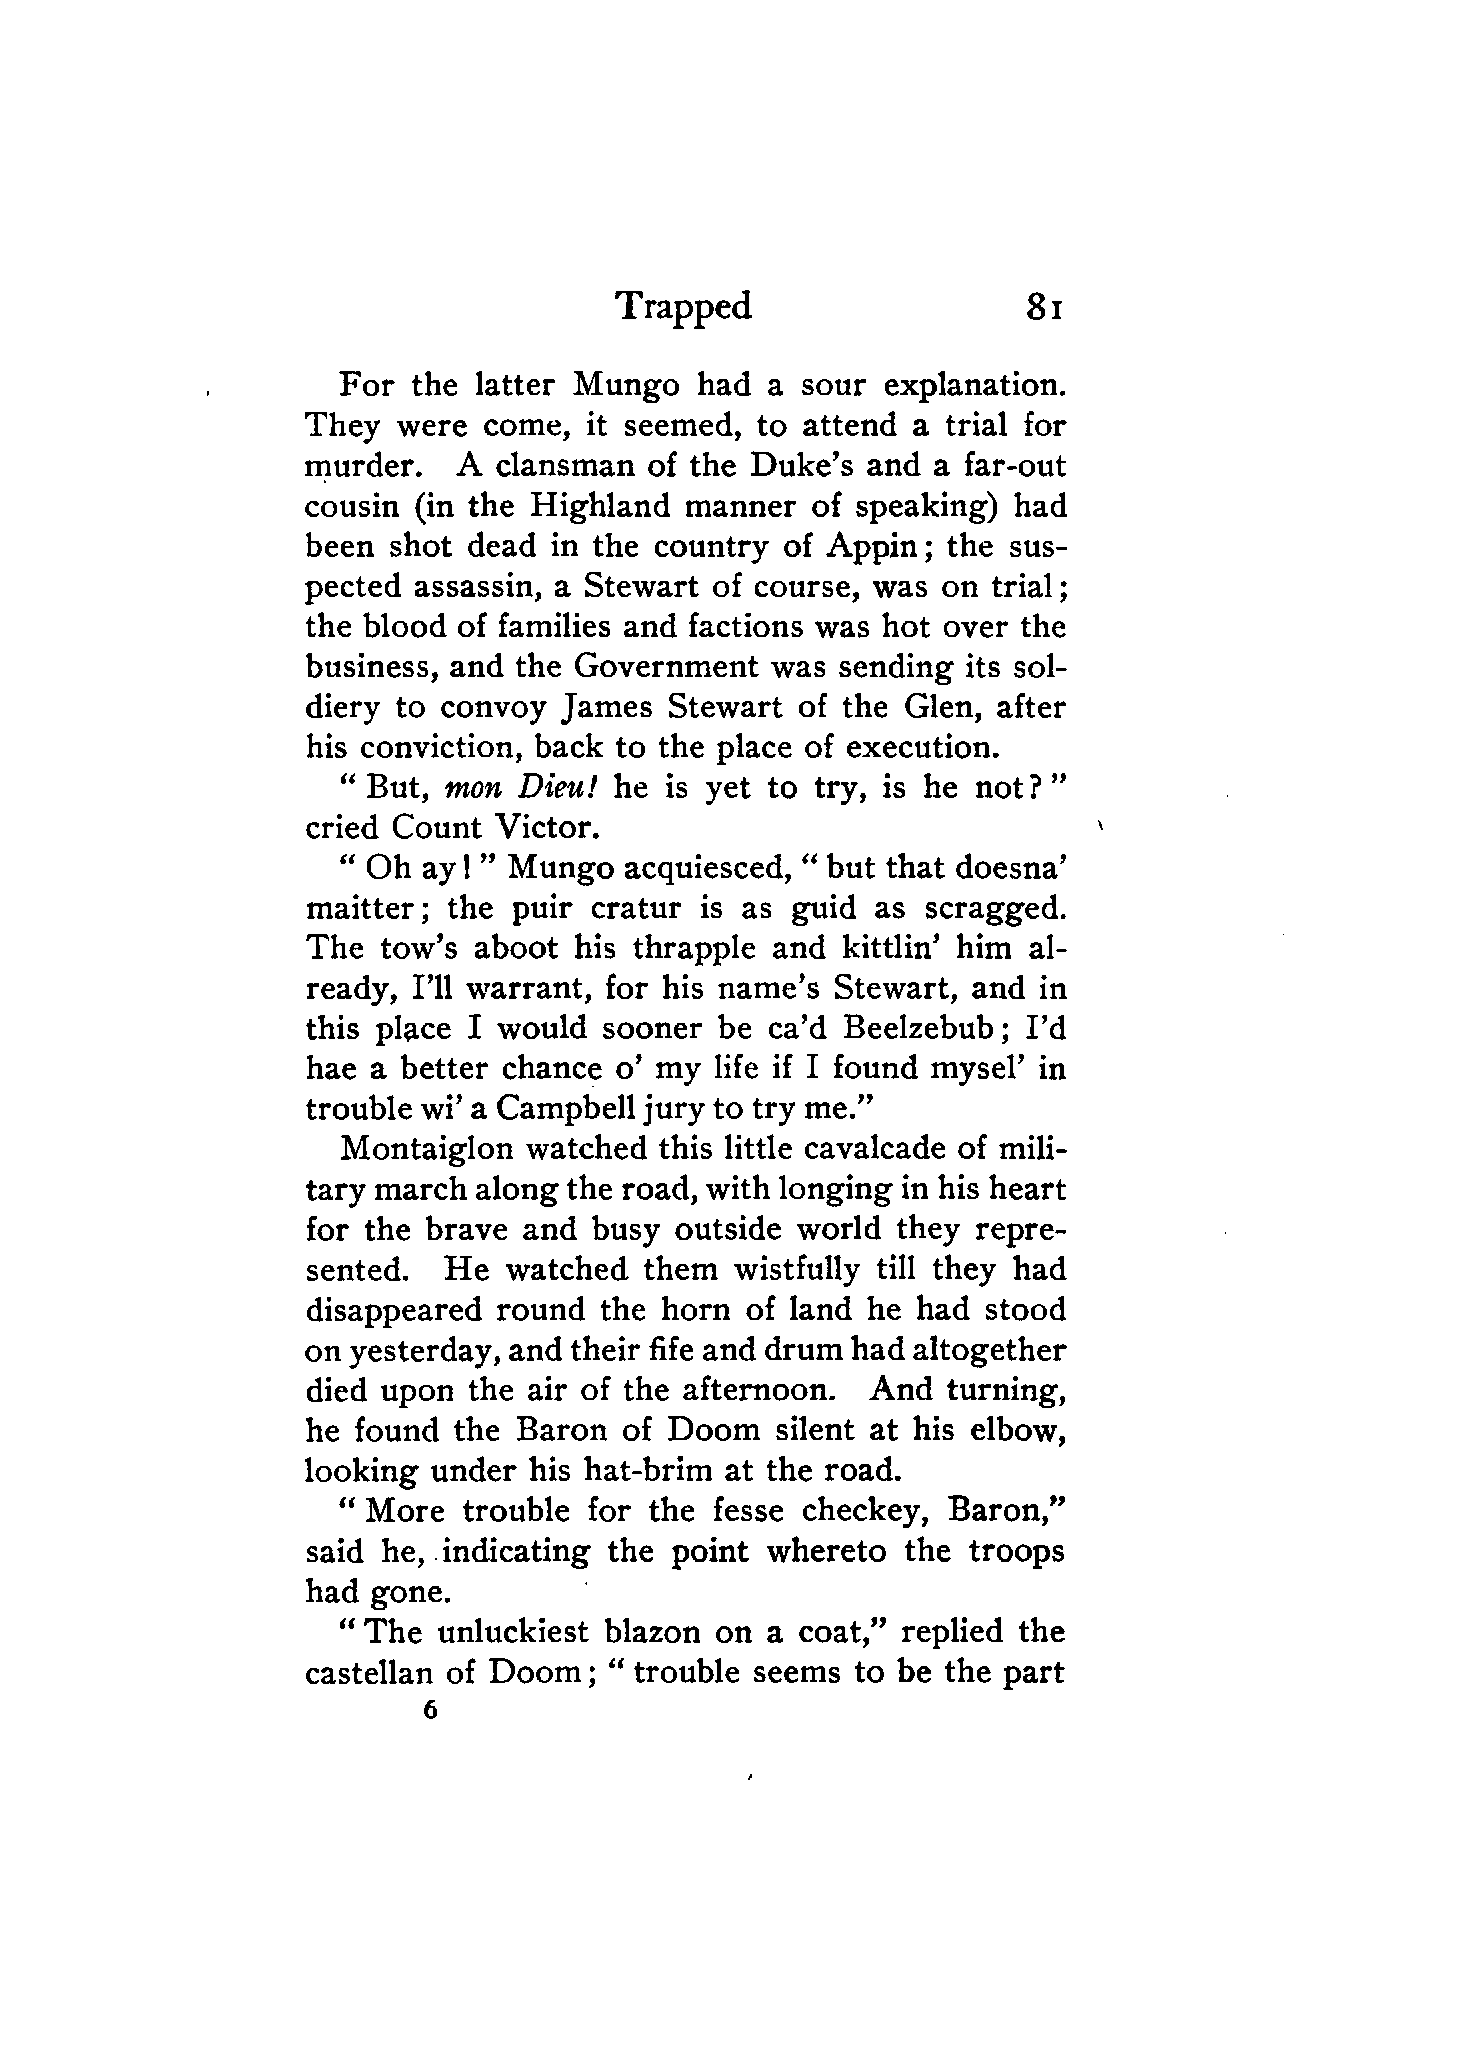 Trapped 81
For the latter Mungo had a sour explanation.
They were come, it seemed, to attend a trial for
murder. A clansman of the Duke's and a far-out
cousin (in the Highland manner of speaking) had
been shot dead in the country of Appin; the sus-
pected assassin, a Stewart of course, was on trial;
the blood of families and factions was hot over the
business, and the Government was sending its sol-
diery to convoy James Stewart of the Glen, after
his conviction, back to the place of execution.
“But, mon Dieu! he is yet to try, is he not?”
cried Count Victor.
“Oh ay!” Mungo acquiesced, “but that doesna'
maitter; the puir cratur is as guid as scragged.
The tow's aboot his thrapple and kittlin' him al-
ready, I'll warrant, for his name's Stewart, and in
this place I would sooner be ca'd Beelzebub; I'd
hae a better chance o' my life if I found mysel' in
trouble wi' a Campbell jury to try me.”
Montaiglon watched this little cavalcade of mili-
tary march along the road, with longing in his heart
for the brave and busy outside world they repre-
sented. He watched them wistfully till they had
disappeared round the horn of land he had stood
on yesterday, and their fife and drum had altogether
died upon the air of the afternoon. And turning,
he found the Baron of Doom silent at his elbow,
looking under his hat-brim at the road.
“More trouble for the fesse checkey, Baron,”
said he, indicating the point whereto the troops
had gone.
“The unluckiest blazon on a coat,” replied the
castellan of Doom; “trouble seems to be the part
6